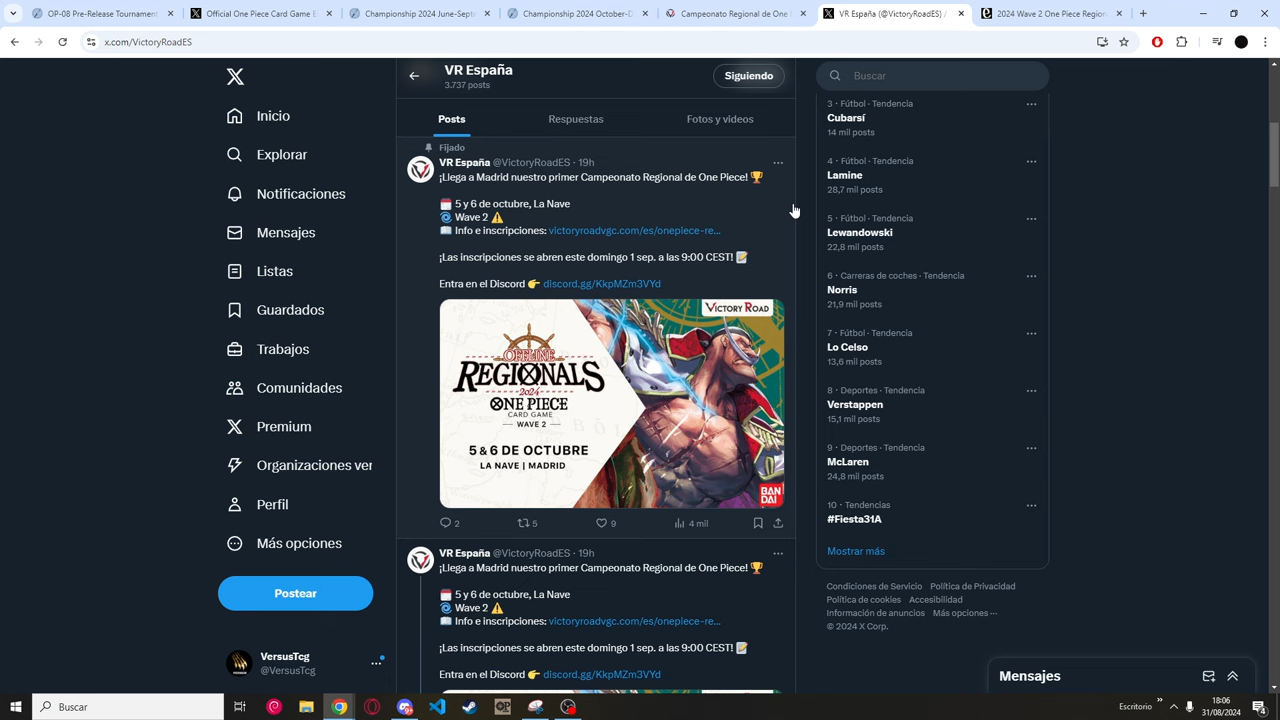 OP-08 Pre-Release Tournament
Official One Piece Card Game E
Championship 2024 June-Sept
Championship 2024 October-D
Campeonato Regional de One P
VR España (@VictoryRoadES) /
2024 Wave 2 One Piece Region
x.com/VictoryRoadES
Inicio
Explorar
Notificaciones
Mensajes
Listas
Guardados
Trabajos
Comunidades
Premium
Organizaciones ver
Perfil
Más opciones
Postear
VersusTcg
@VersusTcg
VR España
3.737 posts
Siguiendo
Posts
Respuestas
Fotos y videos
Fijado
VR España @VictoryRoadES · 19h
¡Llega a Madrid nuestro primer Campeonato Regional de One Piece! 🏆
🗓️ 5 y 6 de octubre, La Nave
🌀 Wave 2 ⚠️
📖 Info e inscripciones: victoryroadvgc.com/es/onepiece-re...
¡Las inscripciones se abren este domingo 1 sep. a las 9:00 CEST! 📝
Entra en el Discord 👉 discord.gg/KkpMZm3VYd
VICTORY ROAD
OFFLINE
REGIONALS
2024
ONE PIECE
CARD GAME
WAVE 2
5 & 6 DE OCTUBRE
LA NAVE | MADRID
BAN
DAI
2
5
9
4 mil
VR España @VictoryRoadES · 19h
¡Llega a Madrid nuestro primer Campeonato Regional de One Piece! 🏆
🗓️ 5 y 6 de octubre, La Nave
🌀 Wave 2 ⚠️
📖 Info e inscripciones: victoryroadvgc.com/es/onepiece-re...
¡Las inscripciones se abren este domingo 1 sep. a las 9:00 CEST! 📝
Entra en el Discord 👉 discord.gg/KkpMZm3VYd
Buscar
3 · Fútbol · Tendencia
Cubarsí
14 mil posts
4 · Fútbol · Tendencia
Lamine
28,7 mil posts
5 · Fútbol · Tendencia
Lewandowski
22,8 mil posts
6 · Carreras de coches · Tendencia
Norris
21,9 mil posts
7 · Fútbol · Tendencia
Lo Celso
13,6 mil posts
8 · Deportes · Tendencia
Verstappen
15,1 mil posts
9 · Deportes · Tendencia
McLaren
24,8 mil posts
10 · Tendencias
#Fiesta31A
Mostrar más
Condiciones de Servicio Política de Privacidad
Política de cookies Accesibilidad
Información de anuncios Más opciones ···
© 2024 X Corp.
Mensajes
Buscar
Escritorio
18:06
31/08/2024